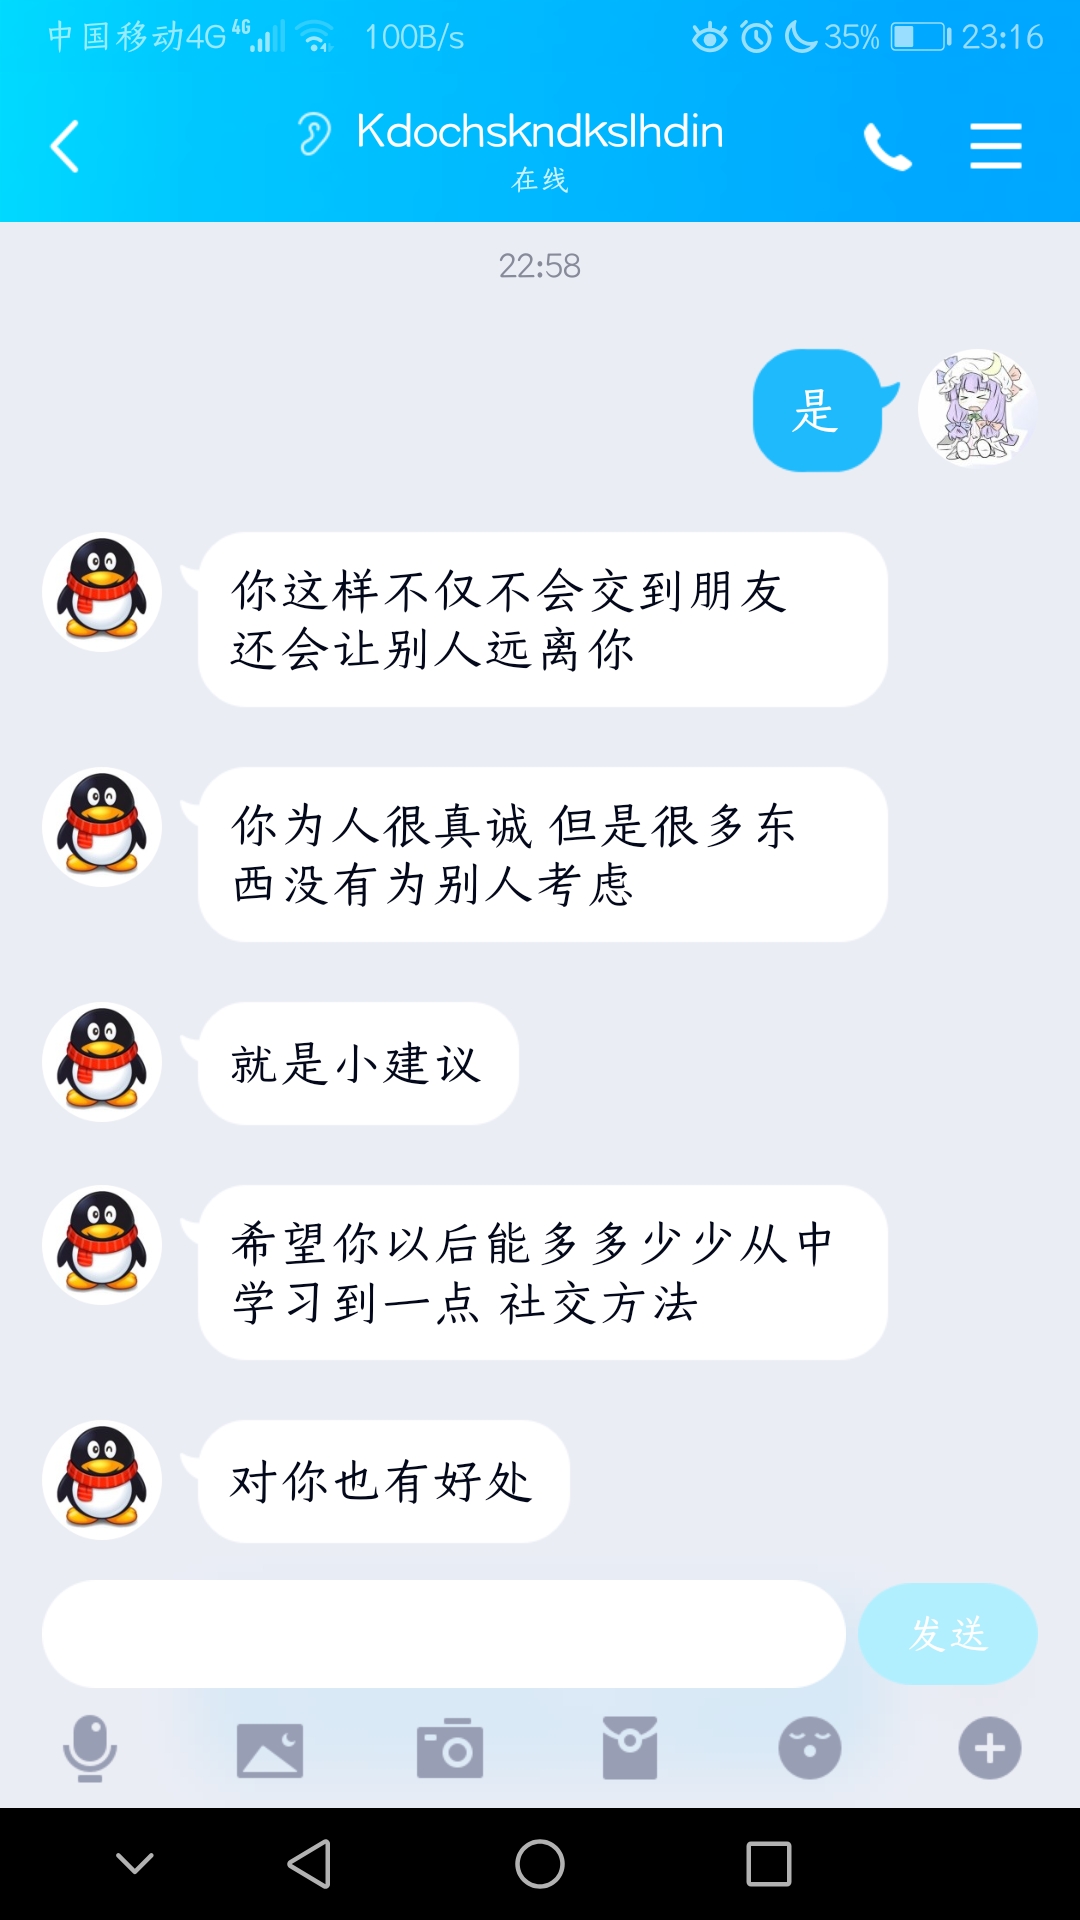 中国移动4G 4G 100B/s 35% 23:16
Kdochskndkslhdin
在线
22:58
是
你这样不仅不会交到朋友
还会让别人远离你
你为人很真诚 但是很多东
西没有为别人考虑
就是小建议
希望你以后能多多少少从中
学习到一点 社交方法
对你也有好处
发送